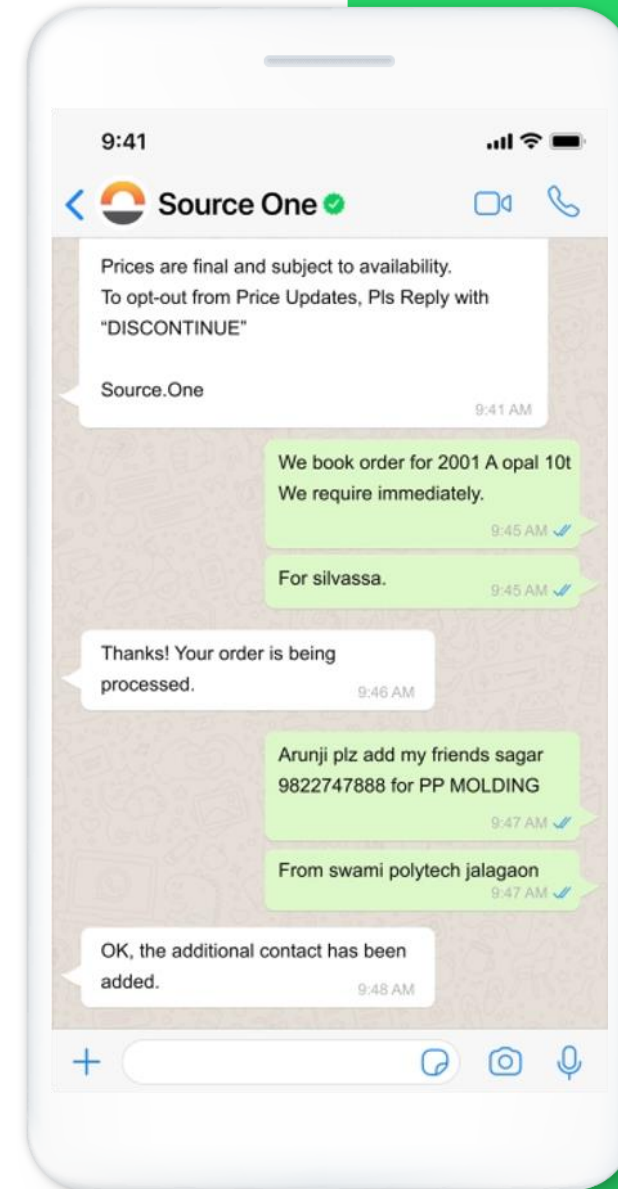 9:41
Source One
Prices are final and subject to availability.
To opt-out from Price Updates, Pls Reply with
“DISCONTINUE”
Source.One
9:41 AM
We book order for 2001 A opal 10t
We require immediately.
9:45 AM
For silvassa.
9:45 AM
Thanks! Your order is being
processed.
9:46 AM
Arunji plz add my friends sagar
9822747888 for PP MOLDING
9:47 AM
From swami polytech jalagaon
9:47 AM
OK, the additional contact has been
added.
9:48 AM